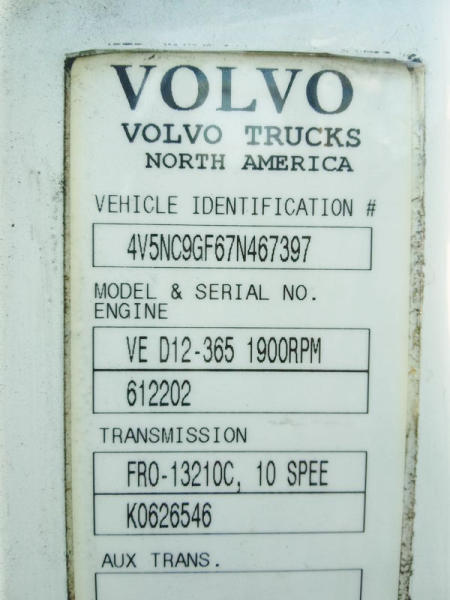 VOLVO
VOLVO TRUCKS
NORTH AMERICA
VEHICLE IDENTIFICATION #
4V5NC9GF67N467397
MODEL & SERIAL NO.
ENGINE
VE D12-365 1900RPM
612202
TRANSMISSION
FRO-13210C, 10 SPEE
K0626546
AUX TRANS.